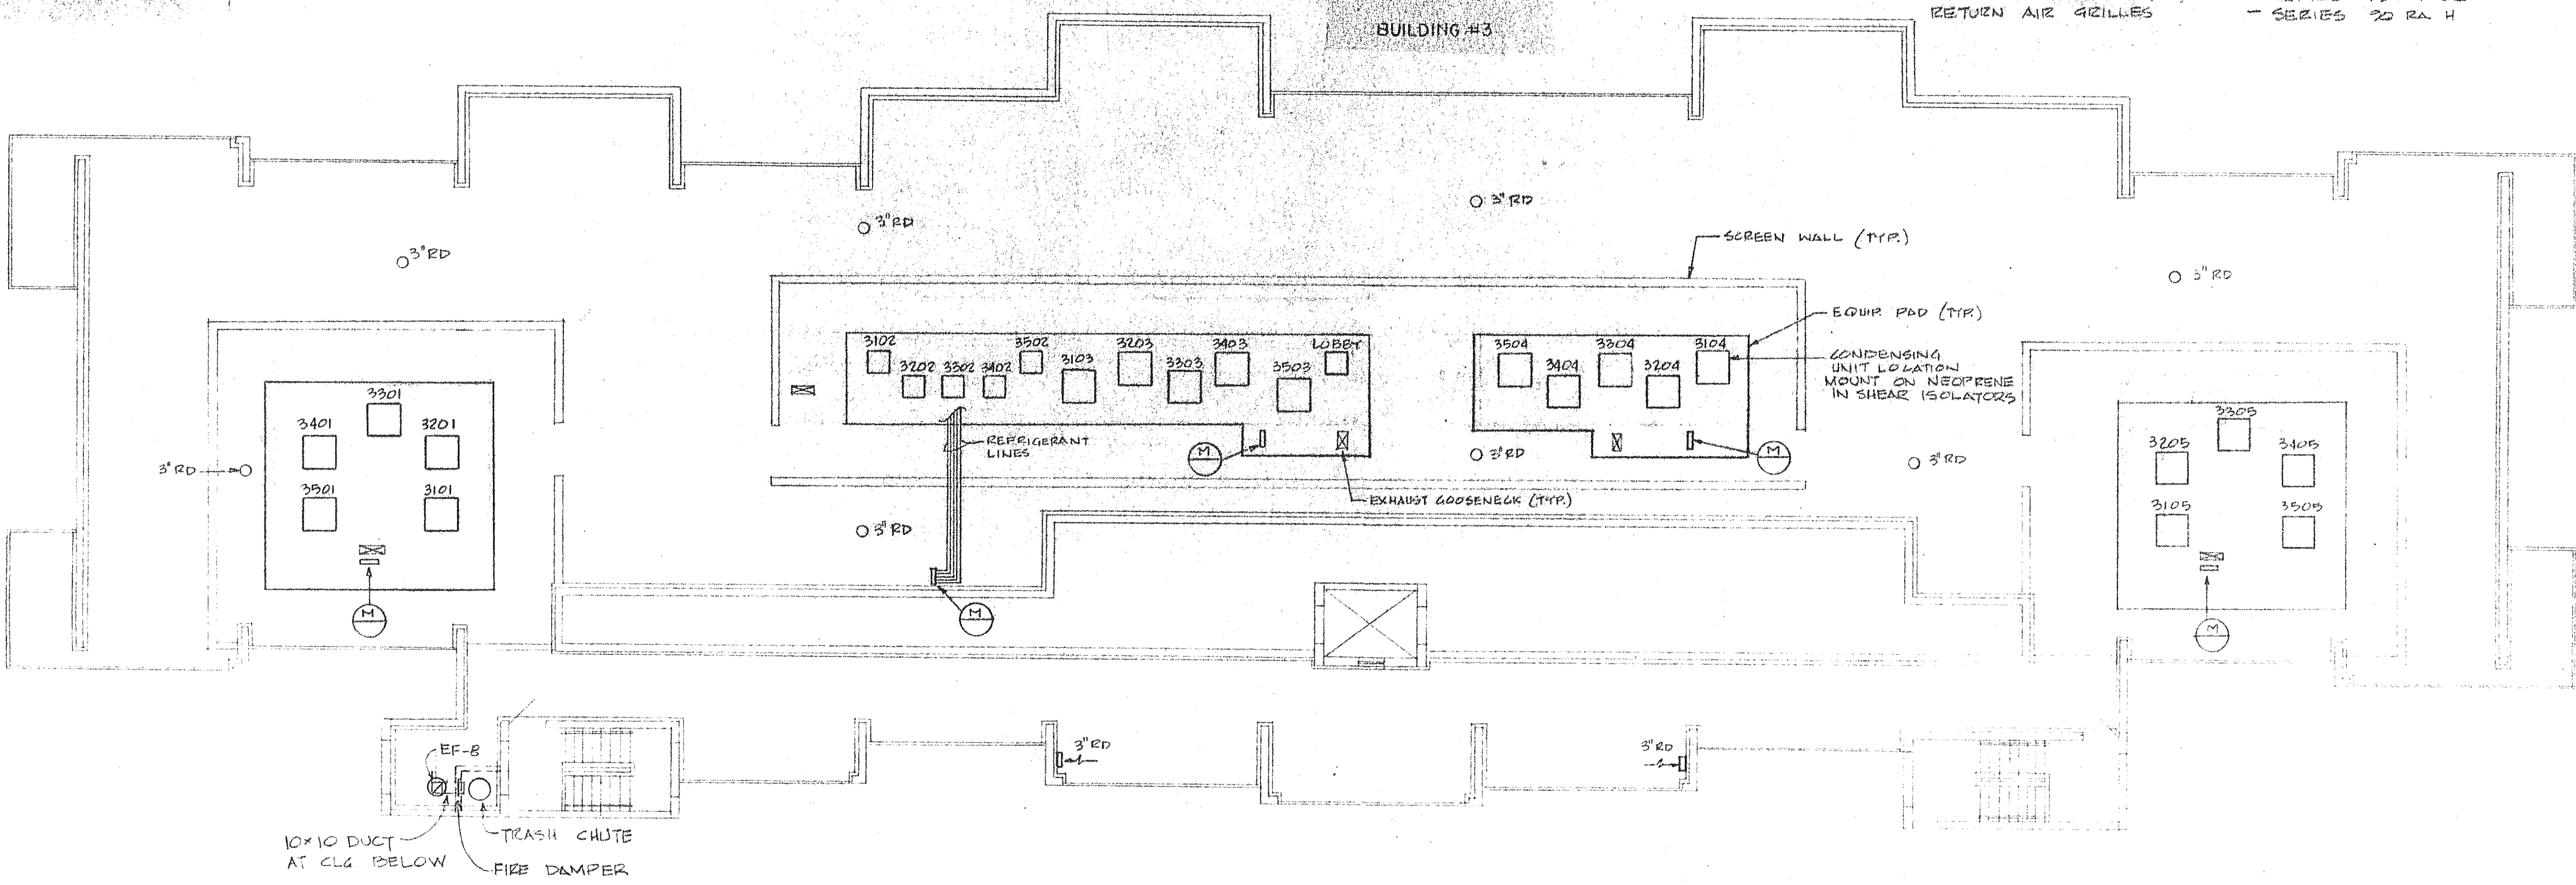 BUILDING #3
RETURN AIR GRILLES
- SERIES 90 RA H
3" RD
3" RD
3" RD
3" RD
SCREEN WALL (TYP.)
EQUIP. PAD (TYP.)
CONDENSING
UNIT LOCATION
MOUNT ON NEOPRENE
IN SHEAR ISOLATORS
3102
3202
3302
3402
3502
3103
3203
3303
3403
3503
LOBBY
3504
3404
3304
3204
3104
3301
3401
3201
3501
3101
3" RD
M
REFRIGERANT
LINES
M
EXHAUST GOOSENECK (TYP.)
3" RD
M
3" RD
3" RD
M
3305
3205
3405
3105
3505
M
EF-8
10x10 DUCT
AT CLG. BELOW
TRASH CHUTE
FIRE DAMPER
3" RD
3" RD